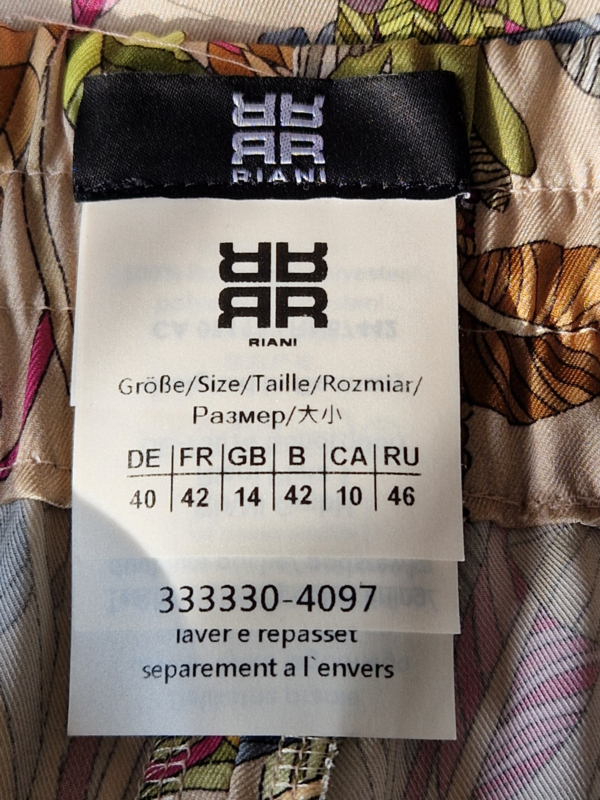 RIANI
RIANI
Größe/Size/Taille/Rozmiar/
Размер/大小
DE FR GB B CA RU
40 42 14 42 10 46
333330-4097
laver e repasset
separement a l`envers